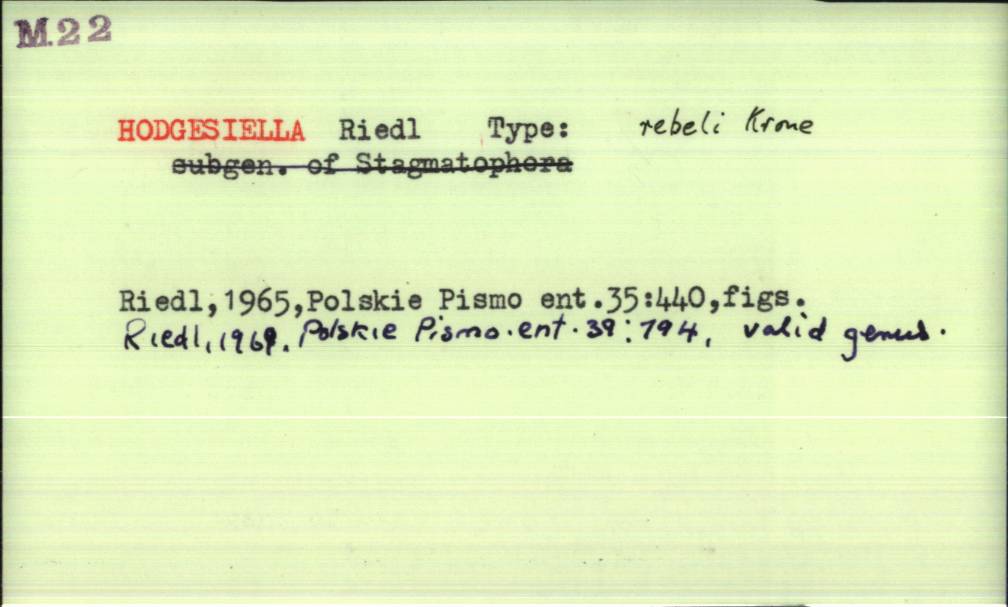 M.22
HODGESIELLA Riedl Type: rebeli Krone
subgen. of Stagmatophora
Riedl,1965,Polskie Pismo ent.35:440,figs.
Riedl,1969. Polskie Pismo.ent.39:794, valid genus.